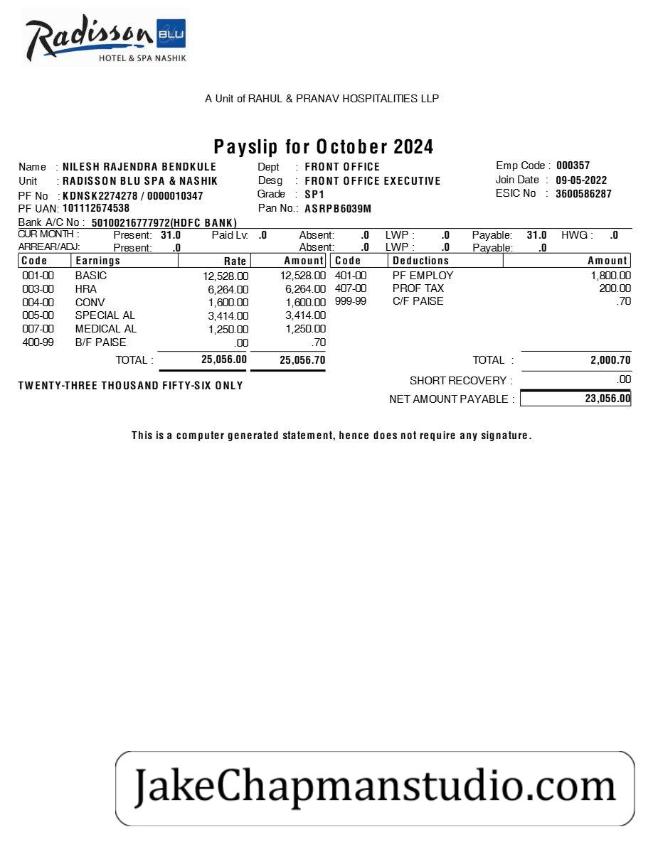 Radisson BLU
HOTEL & SPA NASHIK
A Unit of RAHUL & PRANAV HOSPITALITIES LLP
Payslip for October 2024
Name : NILESH RAJENDRA BENDKULE Dept : FRONT OFFICE Emp Code : 000357
Unit : RADISSON BLU SPA & NASHIK Desg : FRONT OFFICE EXECUTIVE Join Date : 09-05-2022
PF No : KDNSK2274278 / 0000010347 Grade : SP1 ESIC No : 3600586287
PF UAN: 101112674538 Pan No.: ASRPB6039M
Bank A/C No : 50100216777972(HDFC BANK)
CUR MONTH : Present: 31.0 Paid Lv: .0 Absent: .0 LWP : .0 Payable: 31.0 HWG : .0
ARREAR/ADJ: Present: .0 Absent: .0 LWP : .0 Payable: .0
Code Earnings Rate Amount Code Deductions Amount
001-00 BASIC 12,528.00 12,528.00 401-00 PF EMPLOY 1,800.00
003-00 HRA 6,264.00 6,264.00 407-00 PROF TAX 200.00
004-00 CONV 1,600.00 1,600.00 999-99 C/F PAISE .70
005-00 SPECIAL AL 3,414.00 3,414.00
007-00 MEDICAL AL 1,250.00 1,250.00
400-99 B/F PAISE .00 .70
TOTAL : 25,056.00 25,056.70 TOTAL : 2,000.70
SHORT RECOVERY : .00
TWENTY-THREE THOUSAND FIFTY-SIX ONLY
NET AMOUNT PAYABLE : 23,056.00
This is a computer generated statement, hence does not require any signature.
JakeChapmanstudio.com